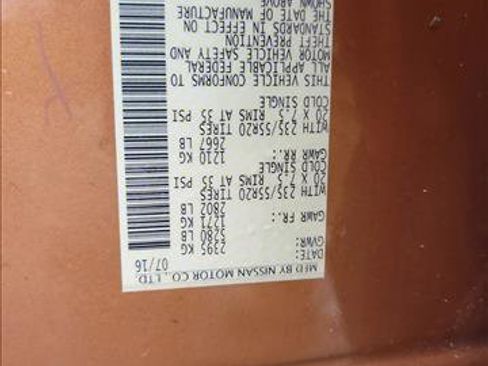 MFD BY NISSAN MOTOR CO., LTD.
DATE: 07/16
GVWR: 2395 KG
5280 LB
GAWR FR.: 1271 KG
2802 LB
WITH 235/55R20 TIRES
20 X 7.5 RIMS AT 35 PSI
COLD SINGLE
GAWR RR.: 1210 KG
2667 LB
WITH 235/55R20 TIRES
20 X 7.5 RIMS AT 35 PSI
COLD SINGLE
THIS VEHICLE CONFORMS TO
ALL APPLICABLE FEDERAL
MOTOR VEHICLE SAFETY AND
THEFT PREVENTION
STANDARDS IN EFFECT ON
THE DATE OF MANUFACTURE
SHOWN ABOVE